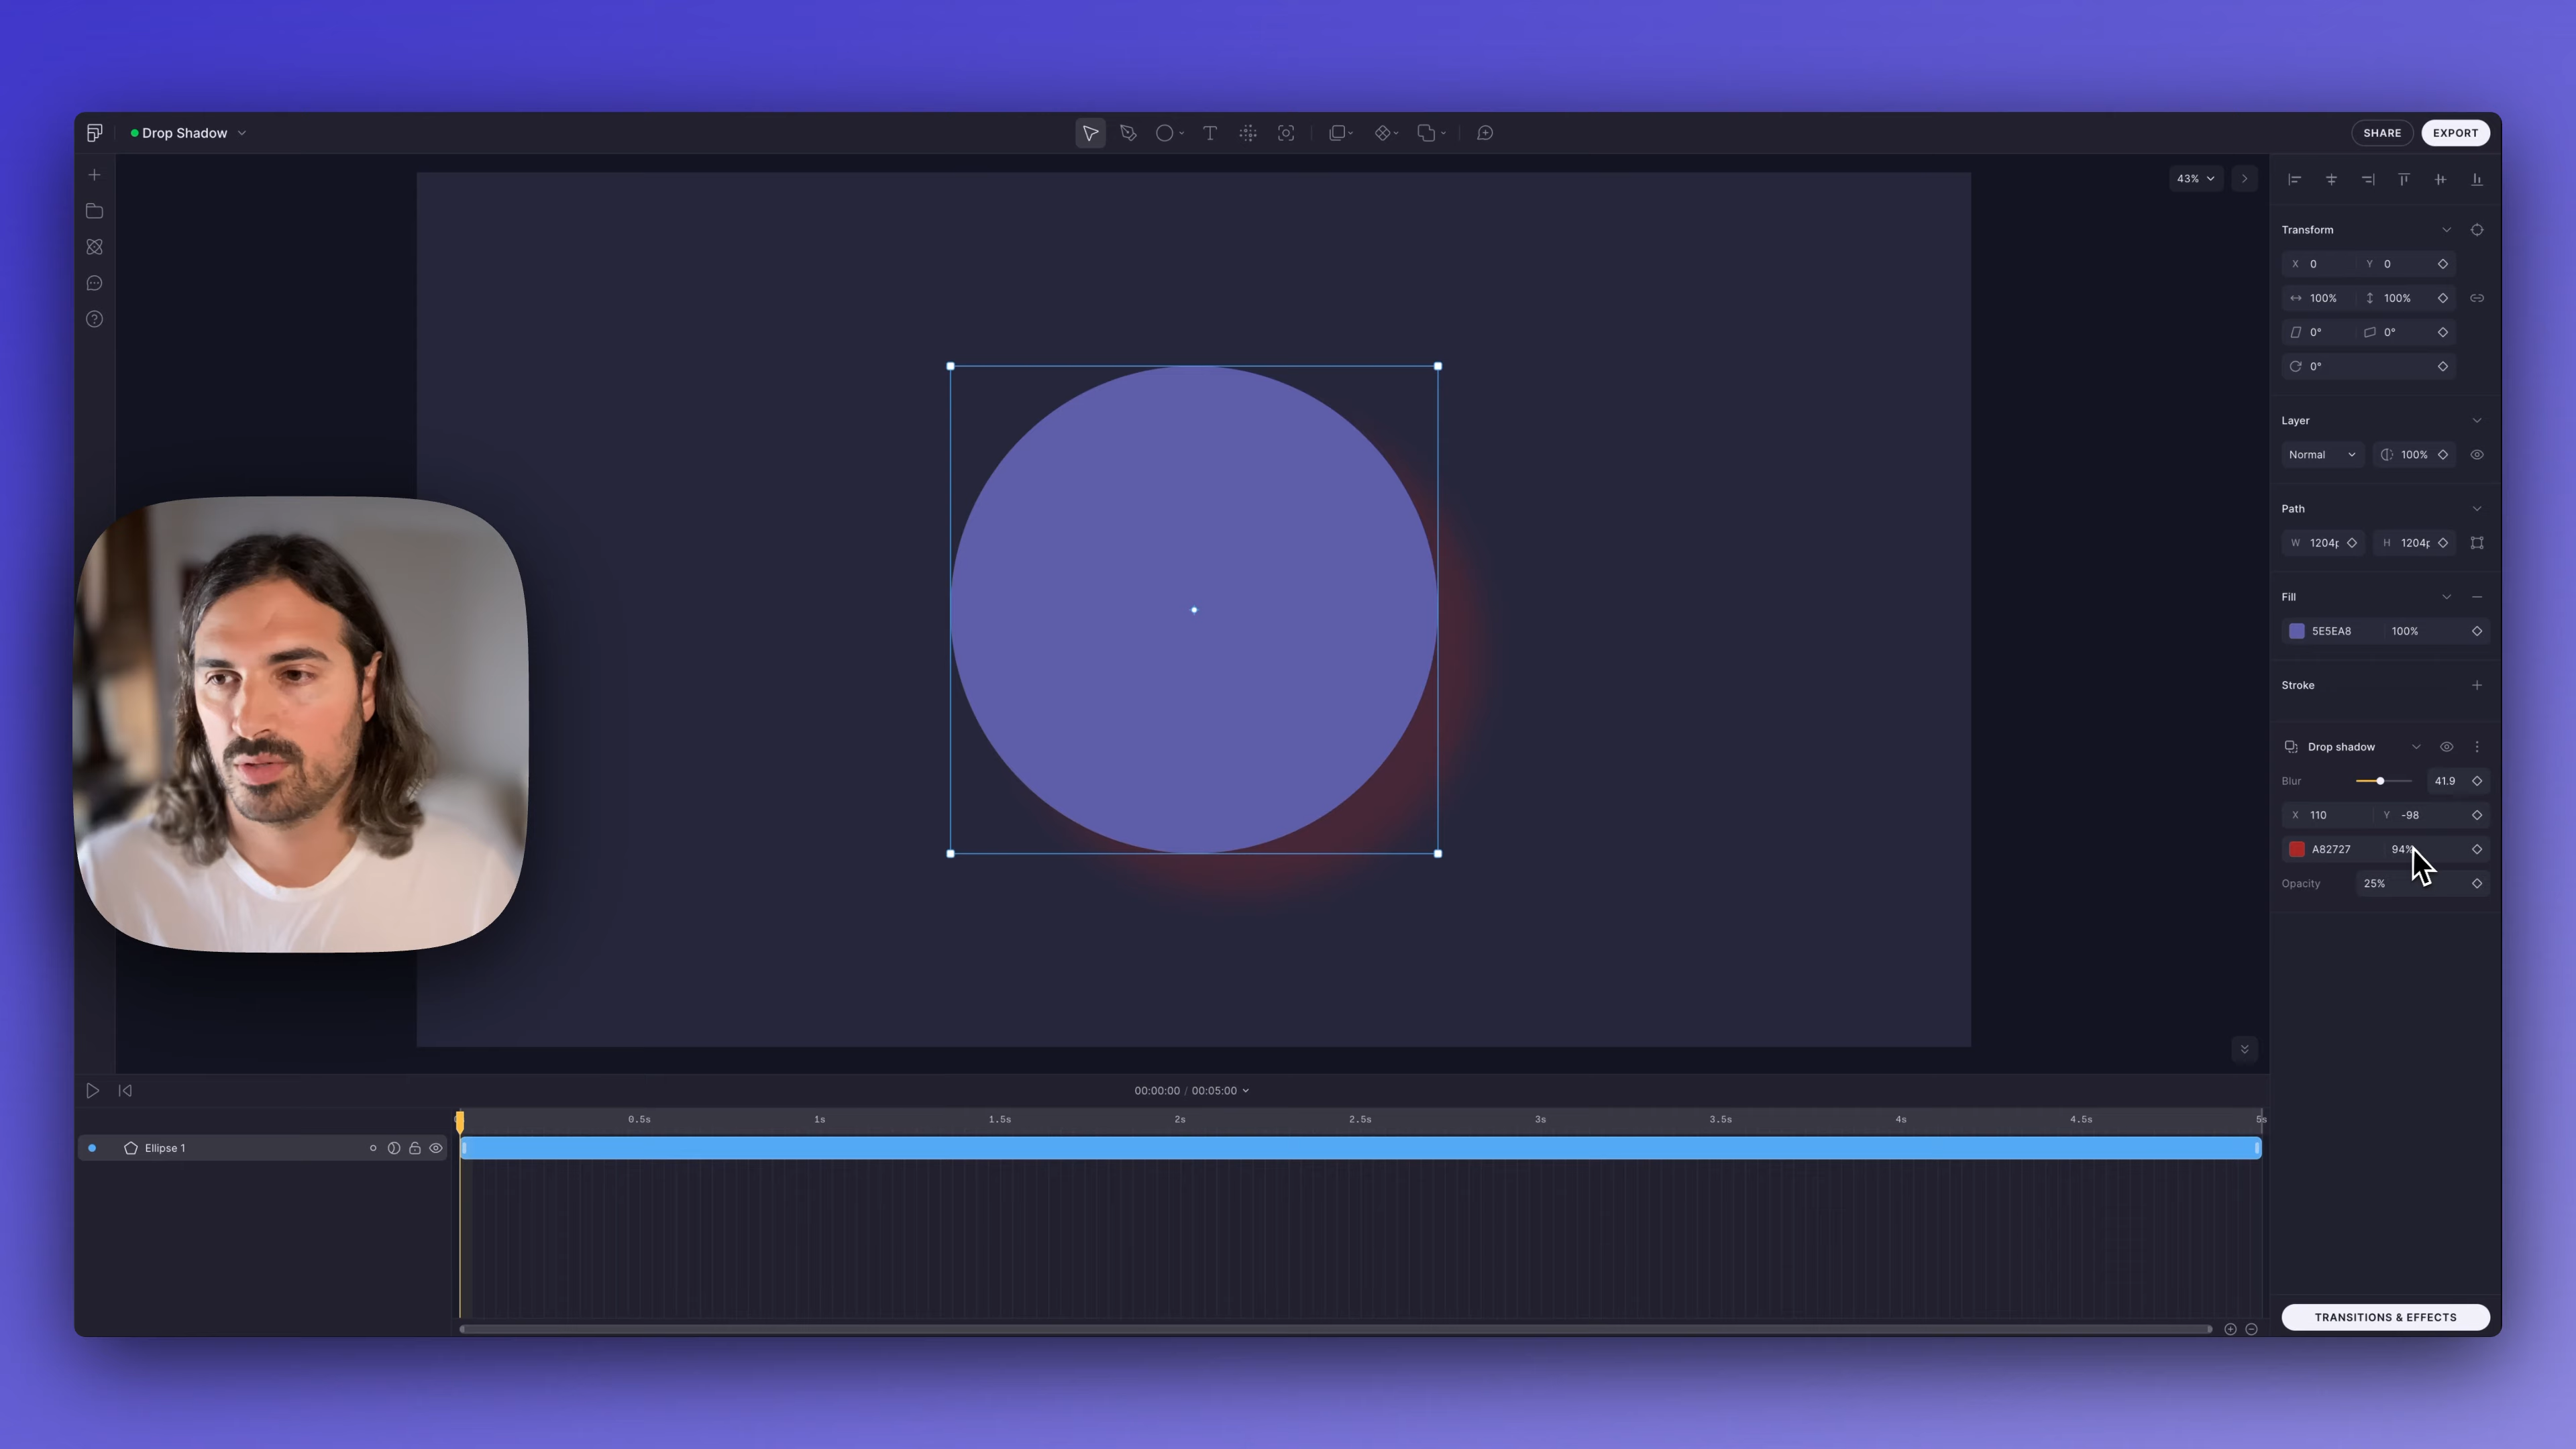 Drop Shadow
SHARE
EXPORT
43%
Transform
X 0 Y 0
100% 100%
0° 0°
0°
Layer
Normal 100%
Path
W 1204p H 1204p
Fill
5E5EA8 100%
Stroke
Drop shadow
Blur 41.9
X 110 Y -98
A82727 94%
Opacity 25%
00:00:00 / 00:05:00
0.5s 1s 1.5s 2s 2.5s 3s 3.5s 4s 4.5s 5s
Ellipse 1
TRANSITIONS & EFFECTS